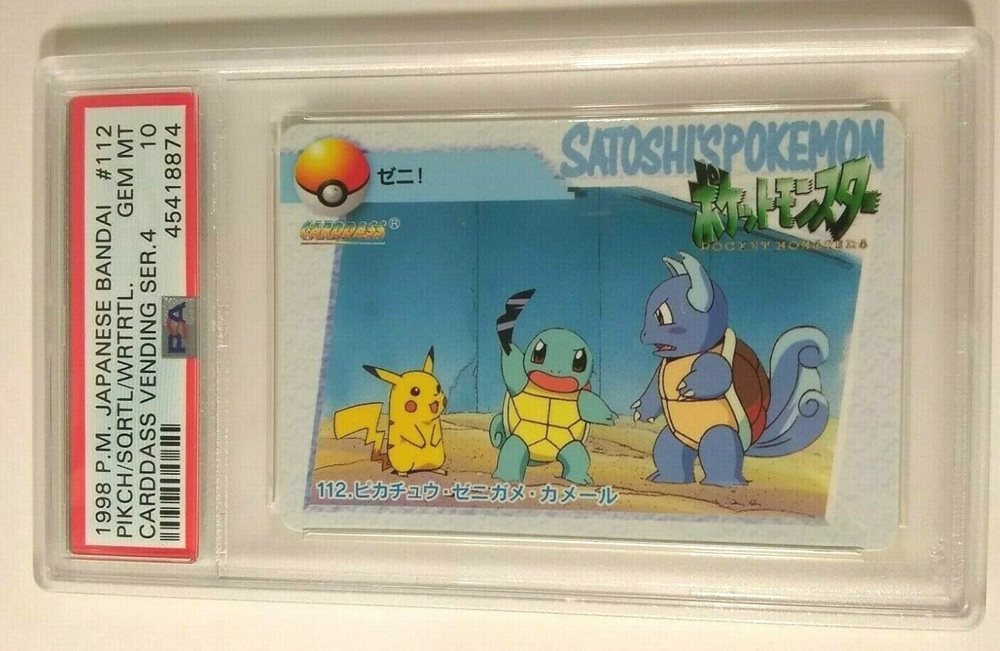 1998 P.M. JAPANESE BANDAI #112
PIKCH/SQRTL/WRTRTL. GEM MT
CARDDASS VENDING SER.4 10
45418874
PSA
SATOSHI'S POKEMON
ゼニ!
CARDDASS®
ポケットモンスター
POCKET MONSTERS
112.ピカチュウ・ゼニガメ・カメール